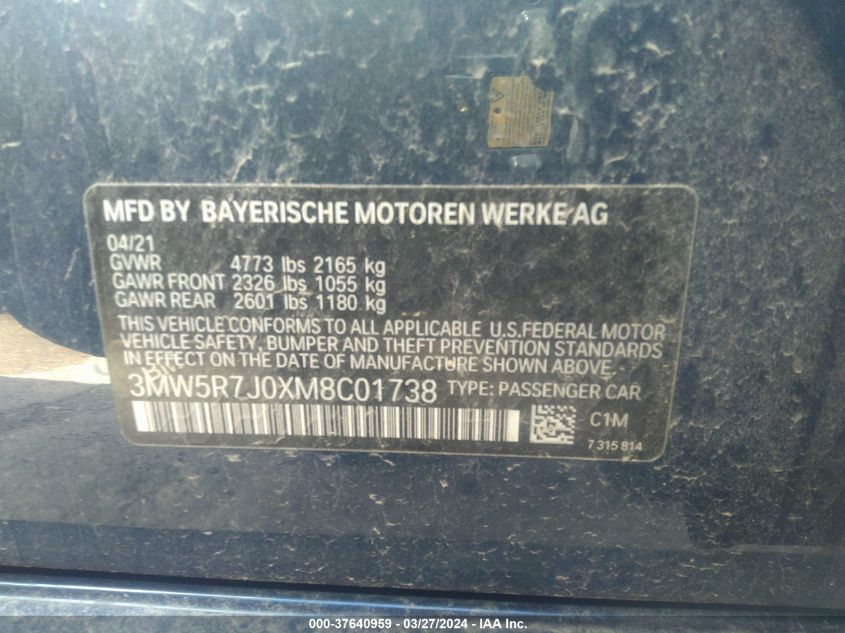 MFD BY BAYERISCHE MOTOREN WERKE AG
04/21
GVWR 4773 lbs 2165 kg
GAWR FRONT 2326 lbs 1055 kg
GAWR REAR 2601 lbs 1180 kg
THIS VEHICLE CONFORMS TO ALL APPLICABLE U.S.FEDERAL MOTOR
VEHICLE SAFETY, BUMPER AND THEFT PREVENTION STANDARDS
IN EFFECT ON THE DATE OF MANUFACTURE SHOWN ABOVE.
3MW5R7J0XM8C01738 TYPE: PASSENGER CAR
C1M
7 315 814
000-37640959 - 03/27/2024 - IAA Inc.